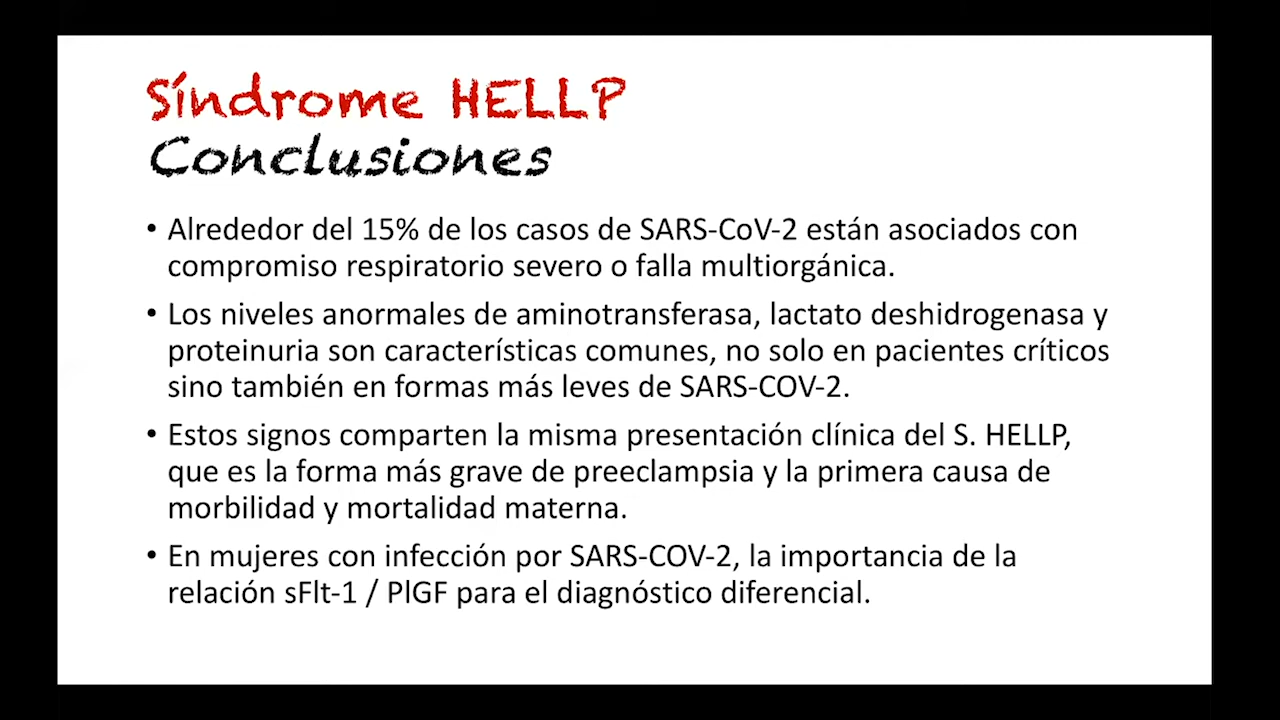 Síndrome HELLP
Conclusiones
• Alrededor del 15% de los casos de SARS-CoV-2 están asociados con
compromiso respiratorio severo o falla multiorgánica.
• Los niveles anormales de aminotransferasa, lactato deshidrogenasa y
proteinuria son características comunes, no solo en pacientes críticos
sino también en formas más leves de SARS-COV-2.
• Estos signos comparten la misma presentación clínica del S. HELLP,
que es la forma más grave de preeclampsia y la primera causa de
morbilidad y mortalidad materna.
• En mujeres con infección por SARS-COV-2, la importancia de la
relación sFlt-1 / PlGF para el diagnóstico diferencial.